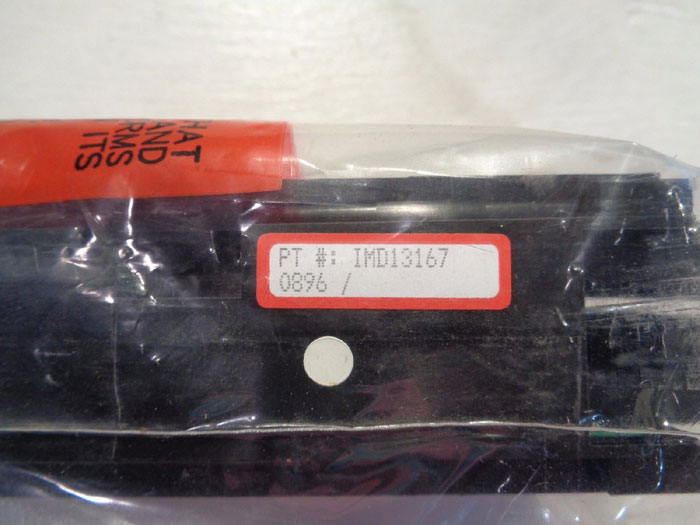 HAT
AND
RMS
ITS
PT #: IMD13167
0896 /